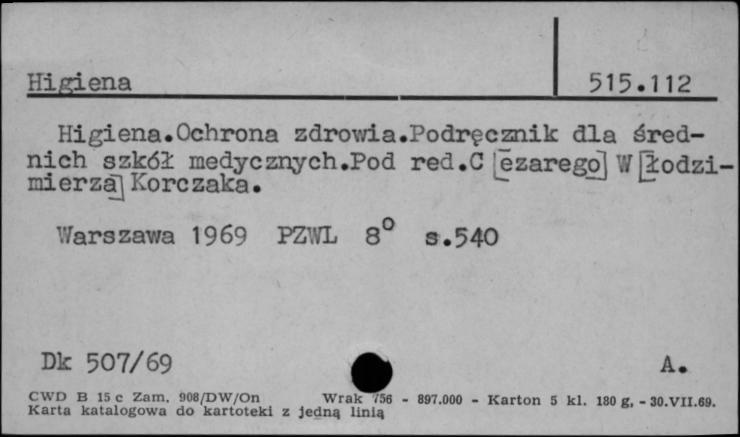 Higiena 515.112
Higiena.Ochrona zdrowia.Podręcznik dla śred-
nich szkół medycznych.Pod red.C[ezarego] W[łodzi-
mierza] Korczaka.
Warszawa 1969 PZWL 8° s.540
Dk 507/69 A.
CWD B 15 c Zam. 908/DW/On Wrak 756 - 897.000 - Karton 5 kl. 180 g, - 30.VII.69.
Karta katalogowa do kartoteki z jedną linią